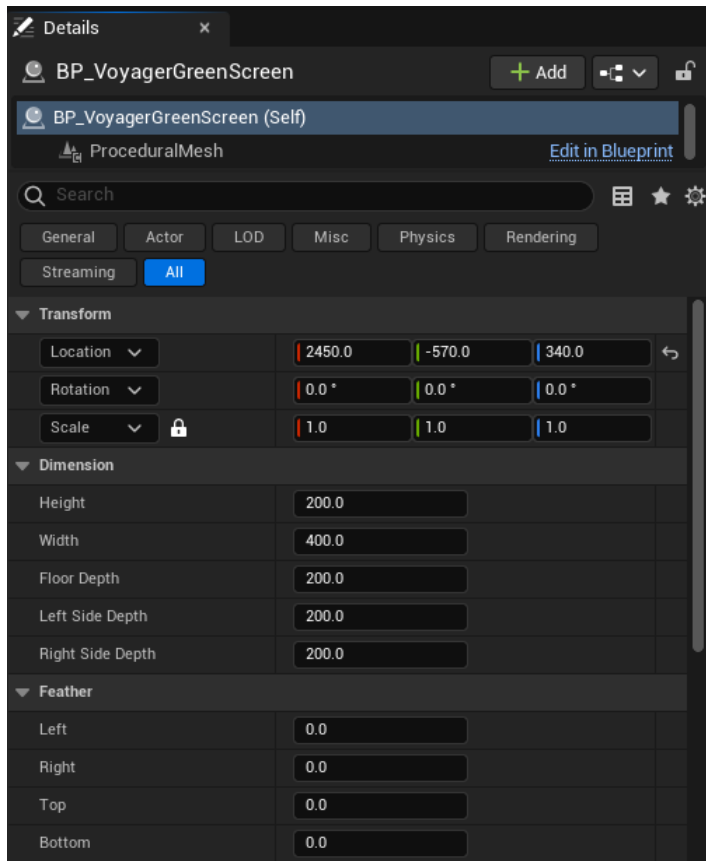 Details ×
BP_VoyagerGreenScreen Add
BP_VoyagerGreenScreen (Self)
ProceduralMesh Edit in Blueprint
Search
General Actor LOD Misc Physics Rendering
Streaming All
Transform
Location 2450.0 -570.0 340.0
Rotation 0.0 ° 0.0 ° 0.0 °
Scale 1.0 1.0 1.0
Dimension
Height 200.0
Width 400.0
Floor Depth 200.0
Left Side Depth 200.0
Right Side Depth 200.0
Feather
Left 0.0
Right 0.0
Top 0.0
Bottom 0.0